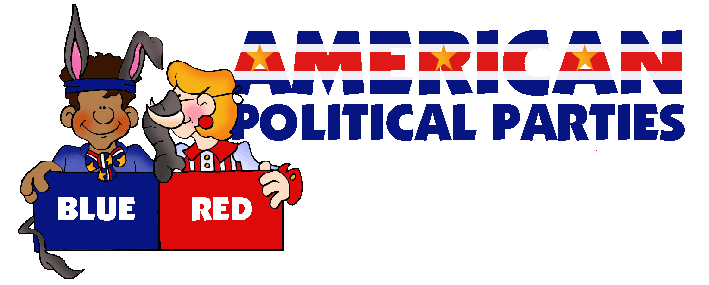 AMERICAN
POLITICAL PARTIES
BLUE RED